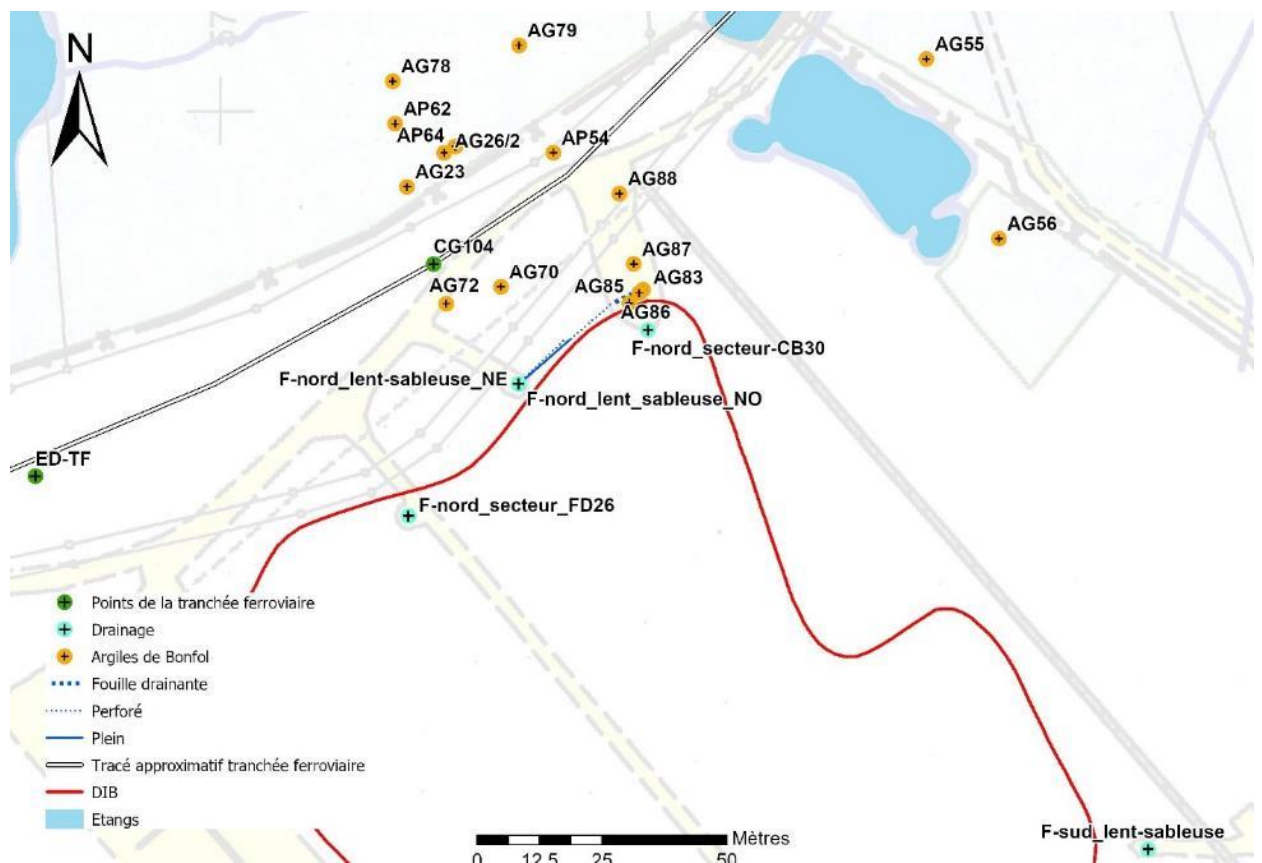 N
AG79
AG55
AG78
AP62
AP64
AG26/2
AP54
AG23
AG88
AG56
CG104
AG87
AG70
AG83
AG72
AG85
AG86
F-nord_secteur-CB30
F-nord_lent-sableuse_NE
F-nord_lent_sableuse_NO
ED-TF
F-nord_secteur_FD26
Points de la tranchée ferroviaire
Drainage
Argiles de Bonfol
Fouille drainante
Perforé
Plein
Tracé approximatif tranchée ferroviaire
DIB
Etangs
Mètres
0 12.5 25 50
F-sud_lent-sableuse